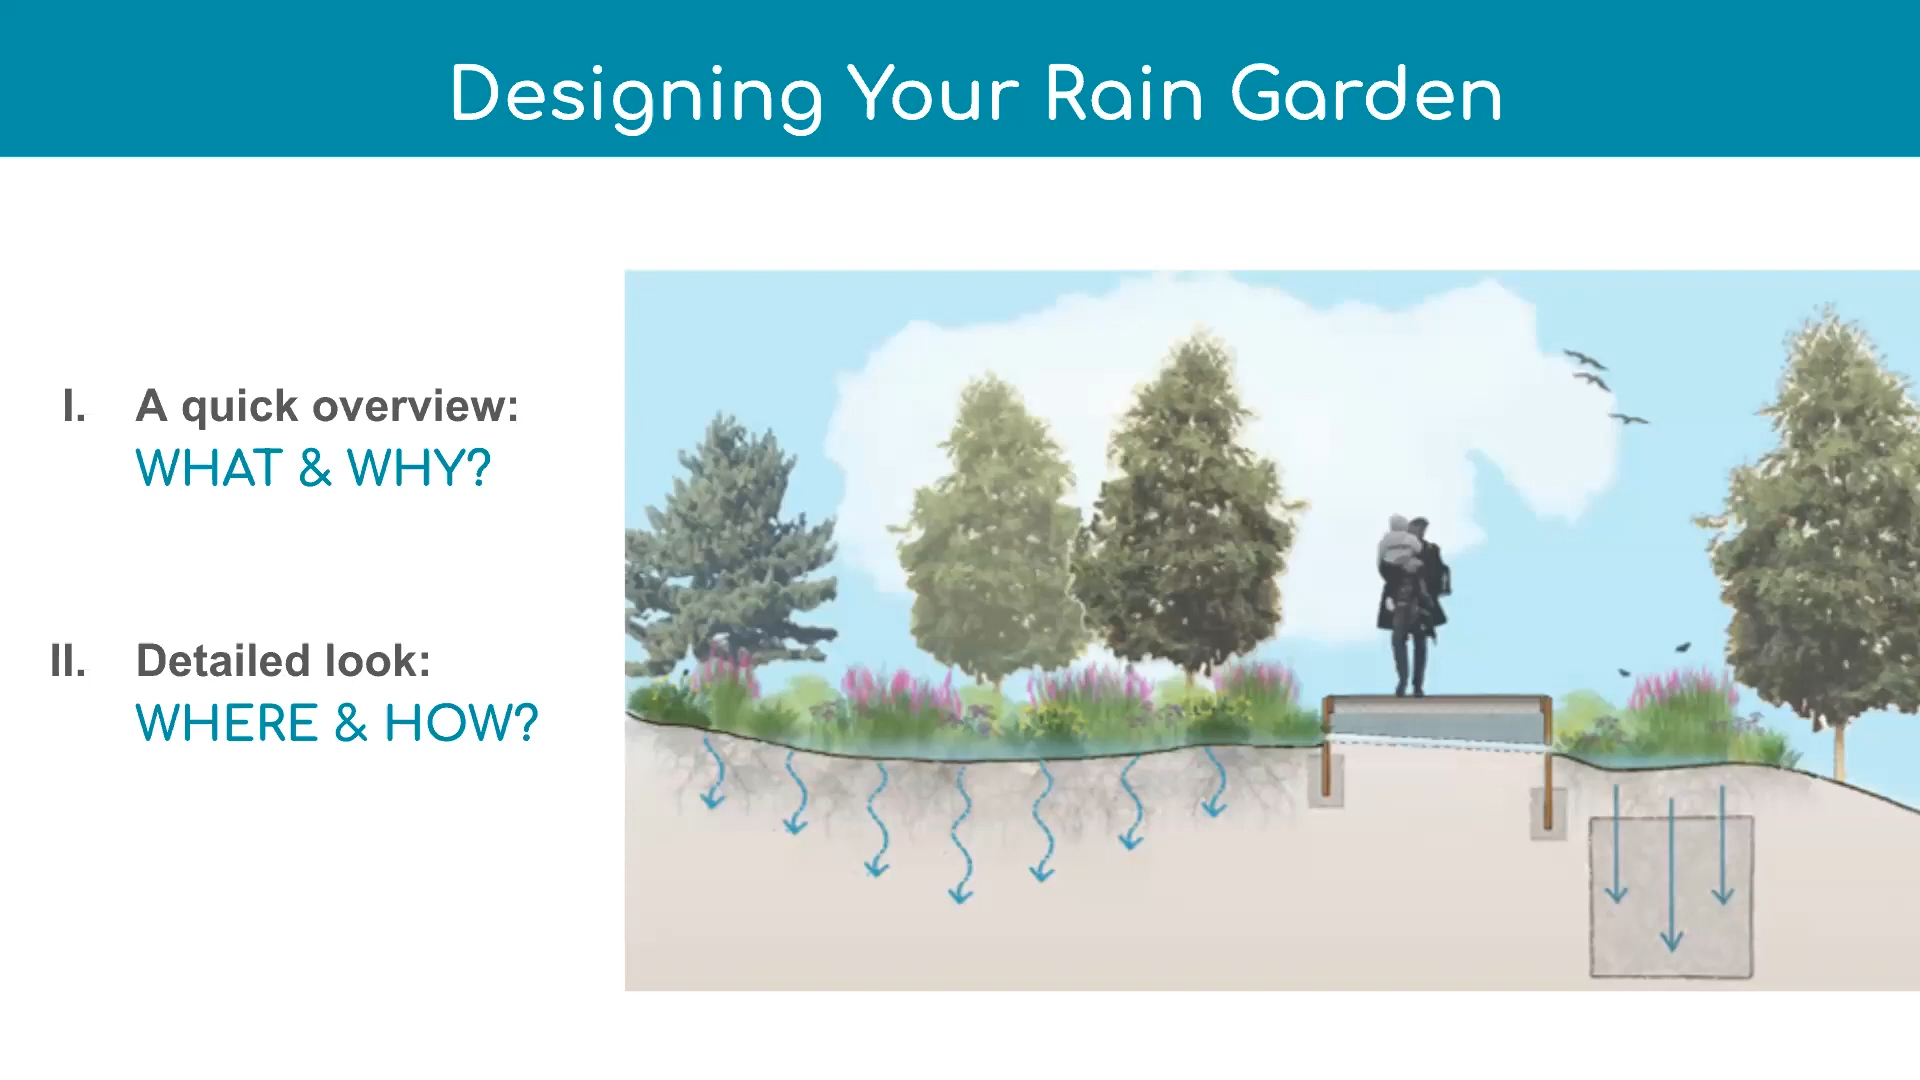 Designing Your Rain Garden
I. A quick overview:
WHAT & WHY?
II. Detailed look:
WHERE & HOW?